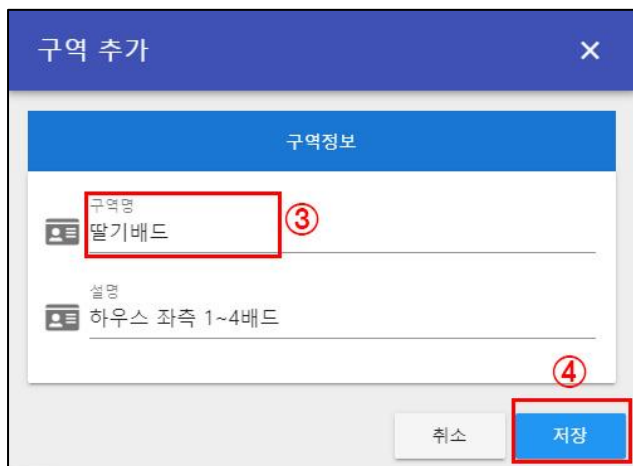 구역 추가 ×
구역정보
구역명
딸기배드 ③
설명
하우스 좌측 1~4배드
④
취소 저장